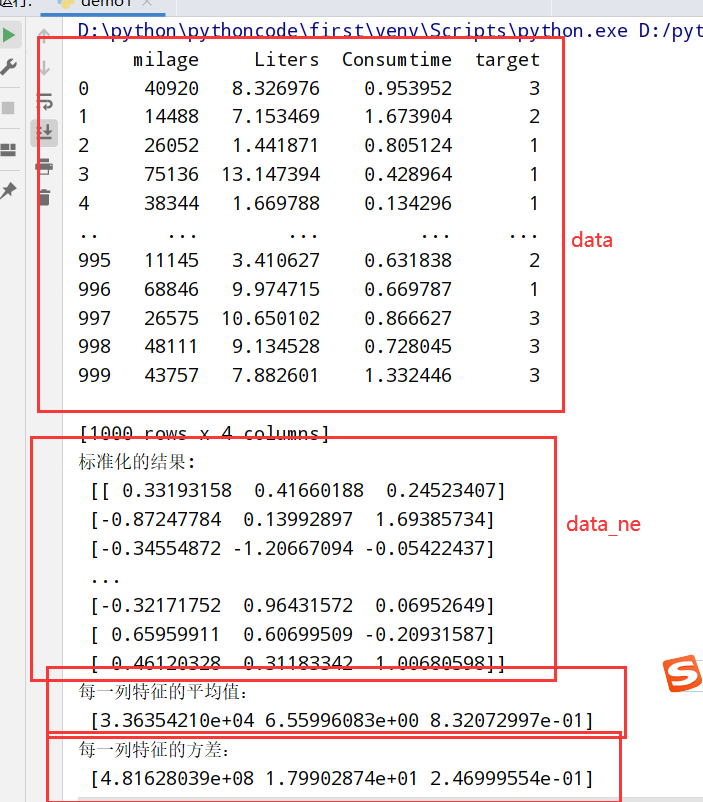 运行:
demo1
D:\python\pythoncode\first\venv\Scripts\python.exe D:/pyt
milage Liters Consumtime target
0 40920 8.326976 0.953952 3
1 14488 7.153469 1.673904 2
2 26052 1.441871 0.805124 1
3 75136 13.147394 0.428964 1
4 38344 1.669788 0.134296 1
.. ... ... ... ...
995 11145 3.410627 0.631838 2
996 68846 9.974715 0.669787 1
997 26575 10.650102 0.866627 3
998 48111 9.134528 0.728045 3
999 43757 7.882601 1.332446 3
data
[1000 rows x 4 columns]
标准化的结果:
[[ 0.33193158 0.41660188 0.24523407]
[-0.87247784 0.13992897 1.69385734]
data_ne
[-0.34554872 -1.20667094 -0.05422437]
...
[-0.32171752 0.96431572 0.06952649]
[ 0.65959911 0.60699509 -0.20931587]
[ 0.46120328 0.31183342 1.00680598]]
每一列特征的平均值:
[3.36354210e+04 6.55996083e+00 8.32072997e-01]
每一列特征的方差:
[4.81628039e+08 1.79902874e+01 2.46999554e-01]